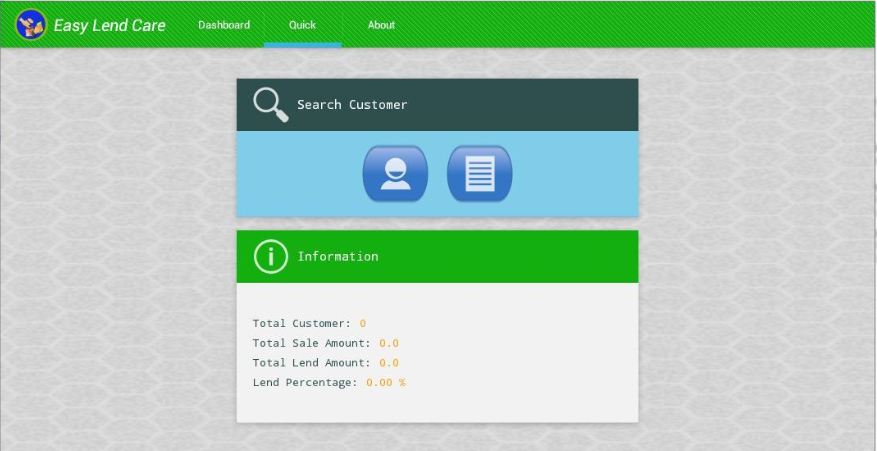 Easy Lend Care Dashboard Quick About
Search Customer
Information
Total Customer: 0
Total Sale Amount: 0.0
Total Lend Amount: 0.0
Lend Percentage: 0.00 %